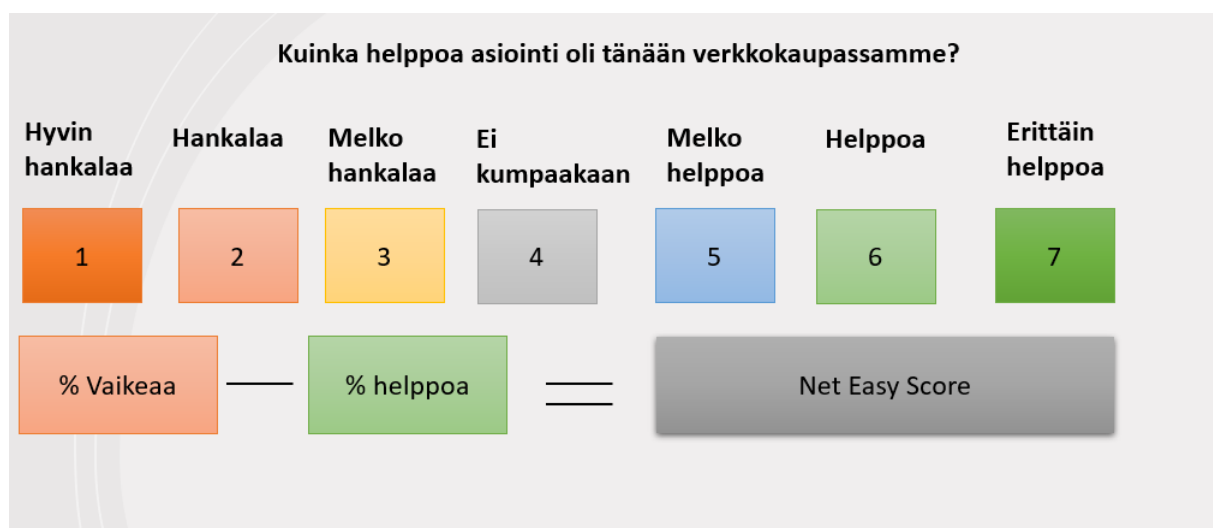 Kuinka helppoa asiointi oli tänään verkkokaupassamme?
Hyvin
hankalaa
Hankalaa
Melko
hankalaa
Ei
kumpaakaan
Melko
helppoa
Helppoa
Erittäin
helppoa
1
2
3
4
5
6
7
% Vaikeaa
% helppoa
Net Easy Score